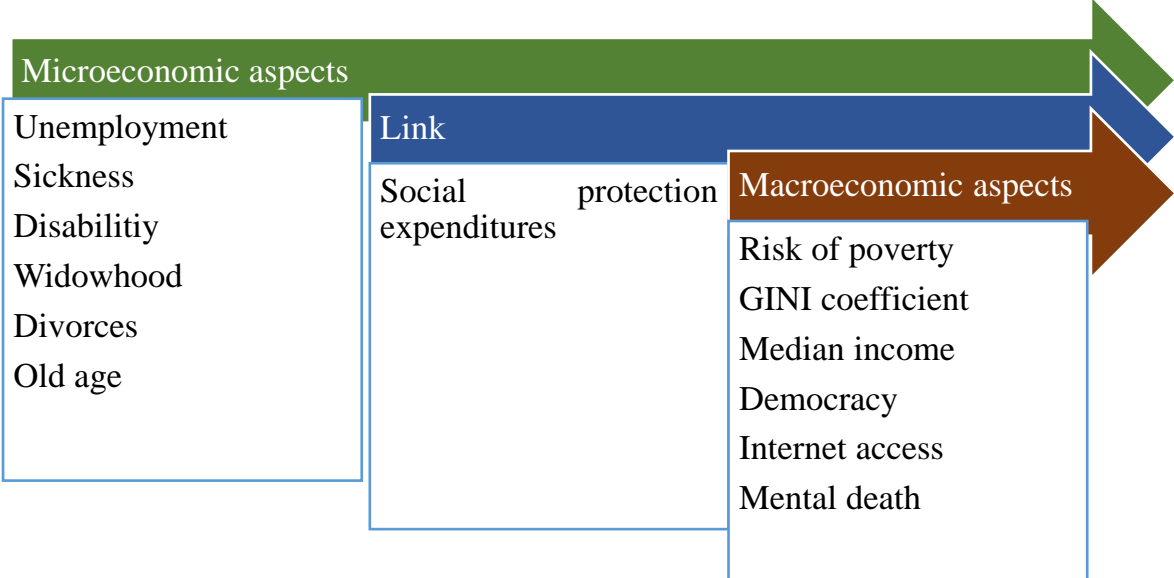 Microeconomic aspects
Unemployment
Sickness
Disabilitiy
Widowhood
Divorces
Old age
Link
Social protection
expenditures
Macroeconomic aspects
Risk of poverty
GINI coefficient
Median income
Democracy
Internet access
Mental death